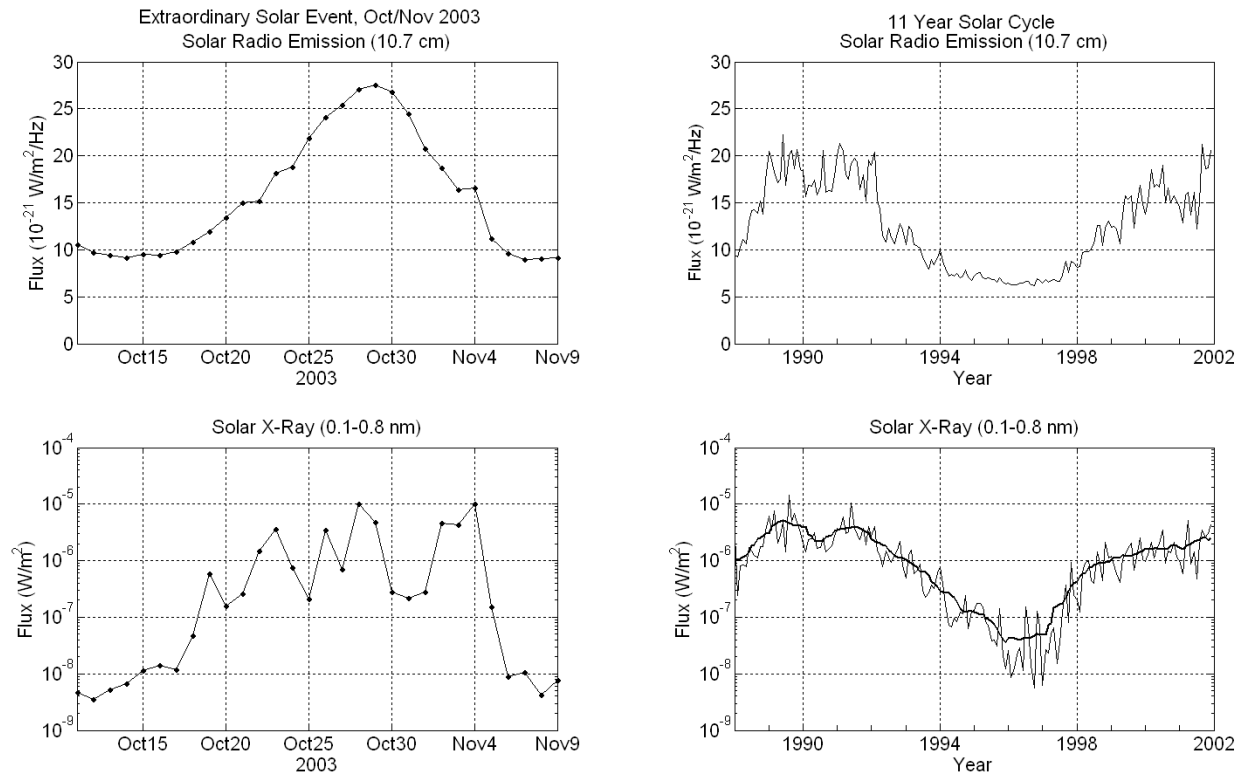 Extraordinary Solar Event, Oct/Nov 2003
Solar Radio Emission (10.7 cm)
30
25
20
15
10
5
0
Flux (10⁻²¹ W/m²/Hz)
Oct15 Oct20 Oct25 Oct30 Nov4 Nov9
2003
11 Year Solar Cycle
Solar Radio Emission (10.7 cm)
30
25
20
15
10
5
0
Flux (10⁻²¹ W/m²/Hz)
1990 1994 1998 2002
Year
Solar X-Ray (0.1-0.8 nm)
10⁻⁴
10⁻⁵
10⁻⁶
10⁻⁷
10⁻⁸
10⁻⁹
Flux (W/m²)
Oct15 Oct20 Oct25 Oct30 Nov4 Nov9
2003
Solar X-Ray (0.1-0.8 nm)
10⁻⁴
10⁻⁵
10⁻⁶
10⁻⁷
10⁻⁸
10⁻⁹
Flux (W/m²)
1990 1994 1998 2002
Year